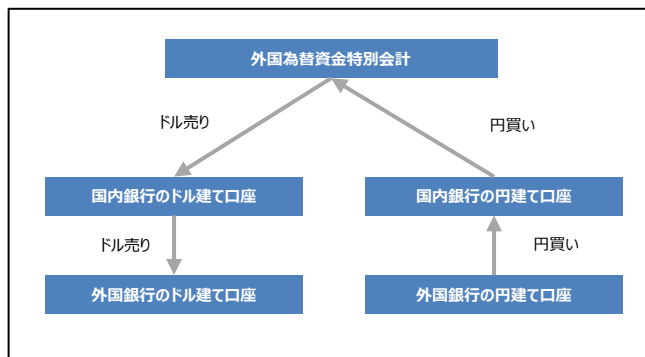 外国為替資金特別会計
ドル売り
円買い
国内銀行のドル建て口座
国内銀行の円建て口座
ドル売り
円買い
外国銀行のドル建て口座
外国銀行の円建て口座